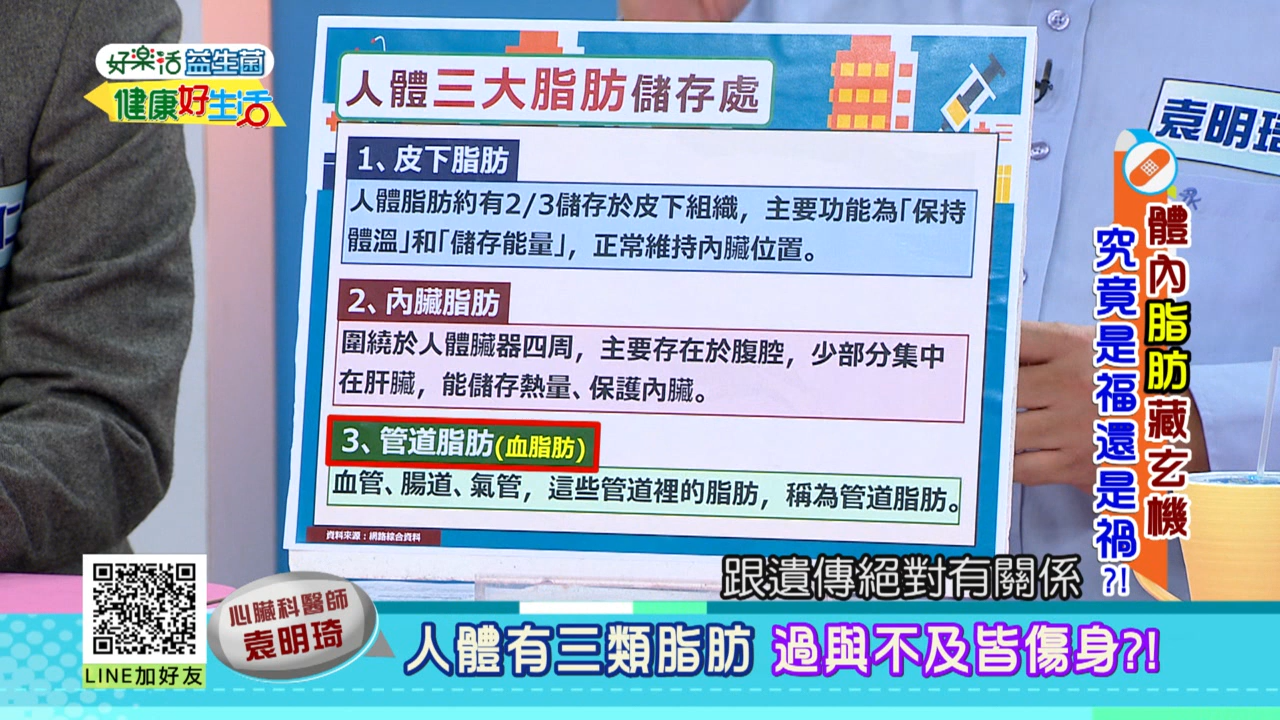 好樂活益生菌
健康好生活
人體三大脂肪儲存處
1、皮下脂肪
人體脂肪約有2/3儲存於皮下組織，主要功能為「保持
體溫」和「儲存能量」，正常維持內臟位置。
2、內臟脂肪
圍繞於人體臟器四周，主要存在於腹腔，少部分集中
在肝臟，能儲存熱量、保護內臟。
3、管道脂肪(血脂肪)
血管、腸道、氣管，這些管道裡的脂肪，稱為管道脂肪。
資料來源：網路綜合資料
袁明琦
體內脂肪藏玄機
究竟是福還是禍?!
跟遺傳絕對有關係
LINE加好友
心臟科醫師
袁明琦
人體有三類脂肪 過與不及皆傷身?!